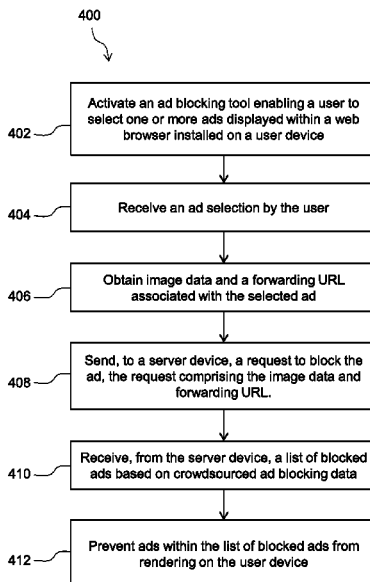 400
Activate an ad blocking tool enabling a user to
select one or more ads displayed within a web
browser installed on a user device
402
Receive an ad selection by the user
404
Obtain image data and a forwarding URL
associated with the selected ad
406
Send, to a server device, a request to block the
ad, the request comprising the image data and
forwarding URL.
408
Receive, from the server device, a list of blocked
ads based on crowdsourced ad blocking data
410
Prevent ads within the list of blocked ads from
rendering on the user device
412